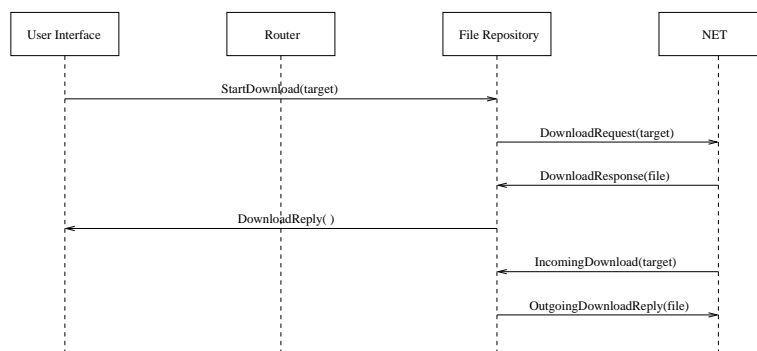 User Interface
Router
File Repository
NET
StartDownload(target)
DownloadRequest(target)
DownloadResponse(file)
DownloadReply( )
IncomingDownload(target)
OutgoingDownloadReply(file)